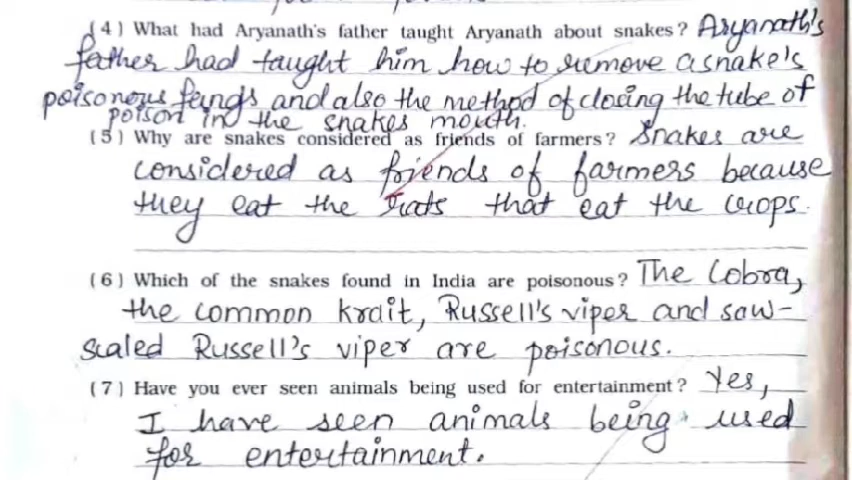 (4) What had Aryanath's father taught Aryanath about snakes? Aryanath's
father had taught him how to remove a snake's
poisonous fangs and also the method of closing the tube of
poison in the snakes mouth.
(5) Why are snakes considered as friends of farmers? Snakes are
considered as friends of farmers because
they eat the rats that eat the crops.
(6) Which of the snakes found in India are poisonous? The Cobra,
the common krait, Russell's viper and saw-
scaled Russell's viper are poisonous.
(7) Have you ever seen animals being used for entertainment? Yes,
I have seen animals being used
for entertainment.